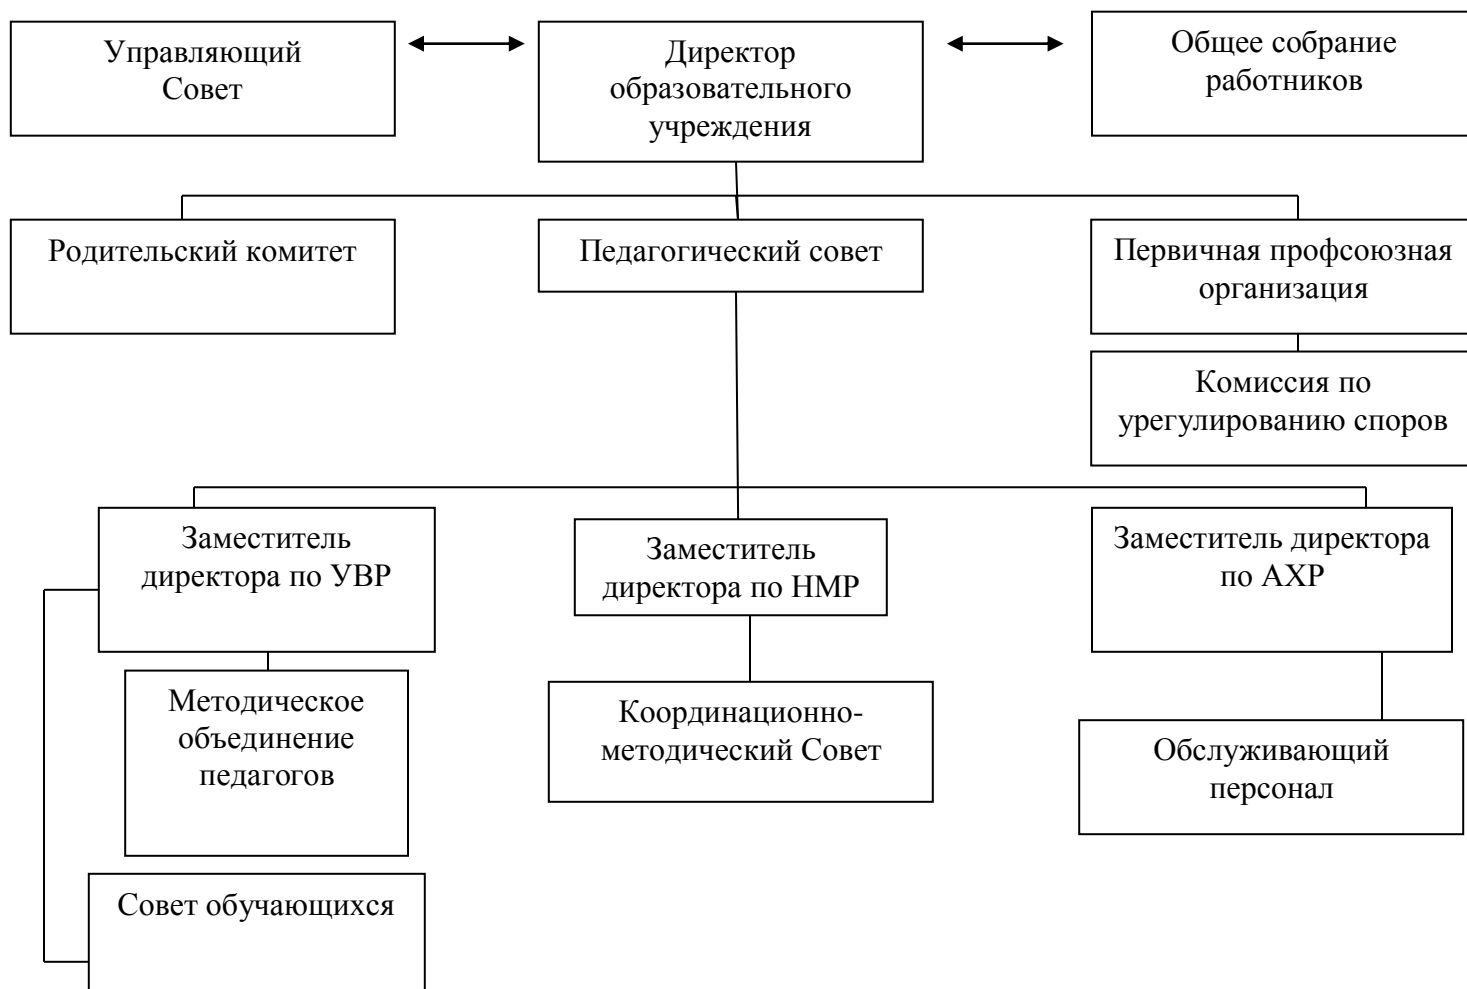 Управляющий
Совет
Директор
образовательного
учреждения
Общее собрание
работников
Родительский комитет
Педагогический совет
Первичная профсоюзная
организация
Комиссия по
урегулированию споров
Заместитель
директора по УВР
Заместитель
директора по НМР
Заместитель директора
по АХР
Методическое
объединение
педагогов
Координационно-
методический Совет
Обслуживающий
персонал
Совет обучающихся